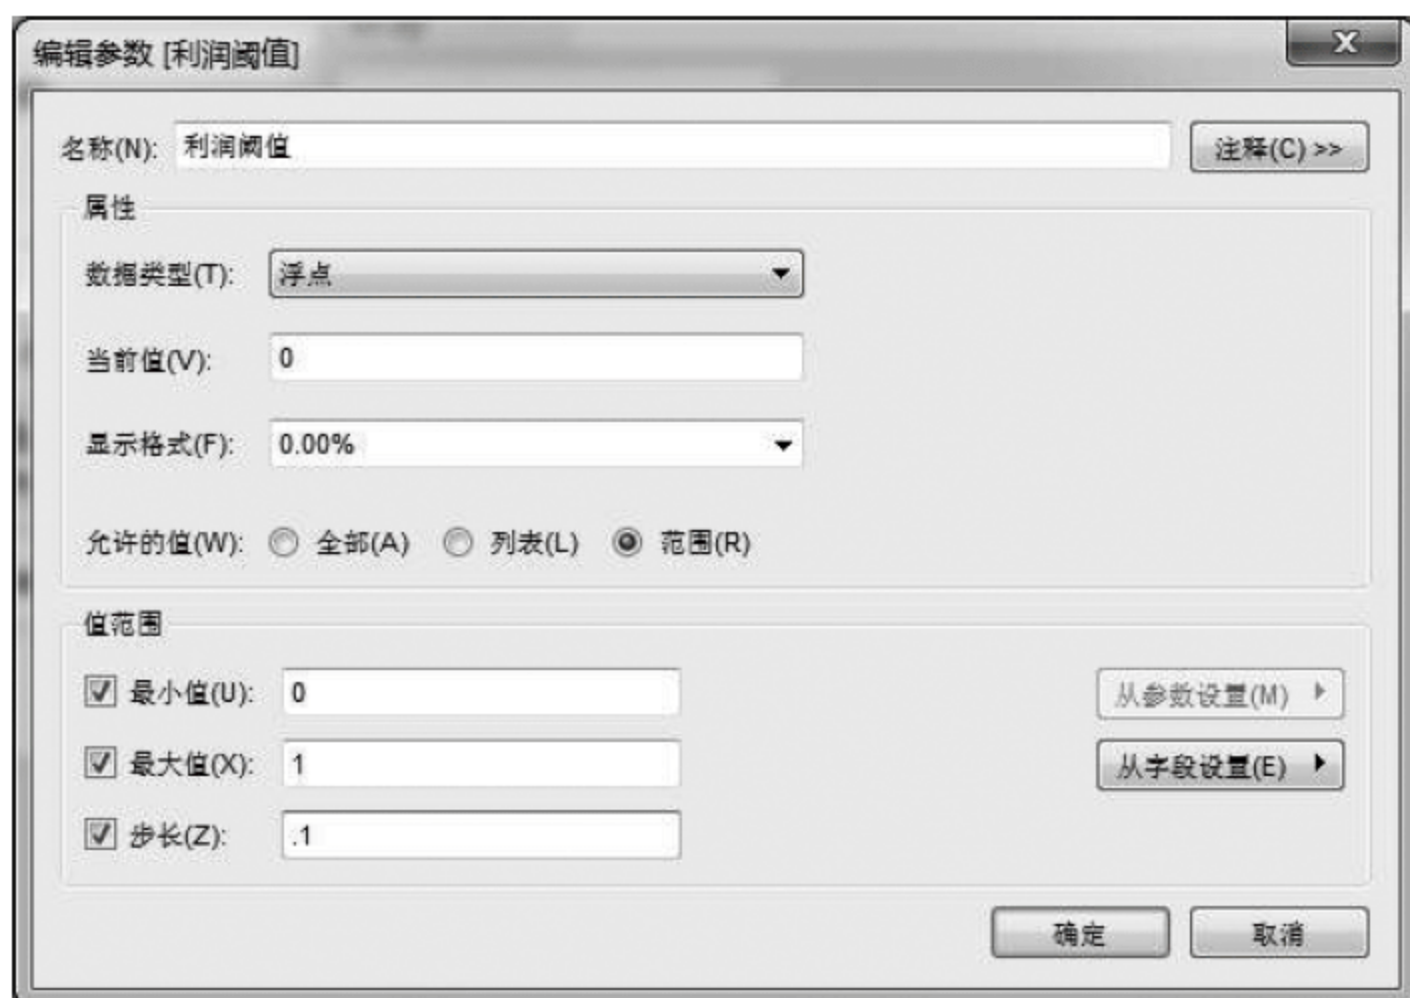 编辑参数 [利润阈值]
X
名称(N): 利润阈值 注释(C) >>
属性
数据类型(T): 浮点
当前值(V): 0
显示格式(F): 0.00%
允许的值(W): 全部(A) 列表(L) 范围(R)
值范围
最小值(U): 0 从参数设置(M)
最大值(X): 1 从字段设置(E)
步长(Z): .1
确定 取消